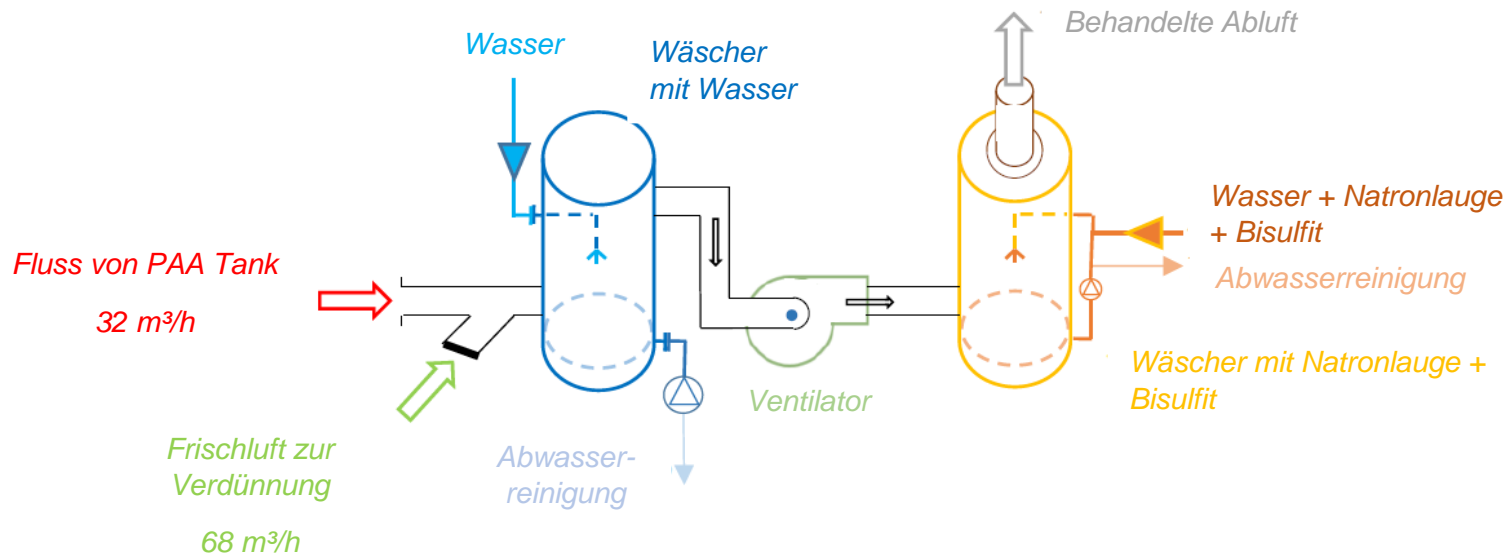 Behandelte Abluft
Wasser
Wäscher
mit Wasser
Wasser + Natronlauge
+ Bisulfit
Fluss von PAA Tank
32 m³/h
Abwasserreinigung
Wäscher mit Natronlauge +
Bisulfit
Ventilator
Frischluft zur
Verdünnung
68 m³/h
Abwasser-
reinigung